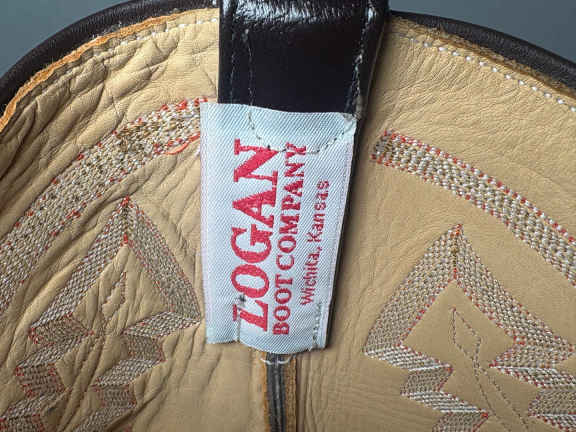 LOGAN
BOOT COMPANY
Wichita, Kansas